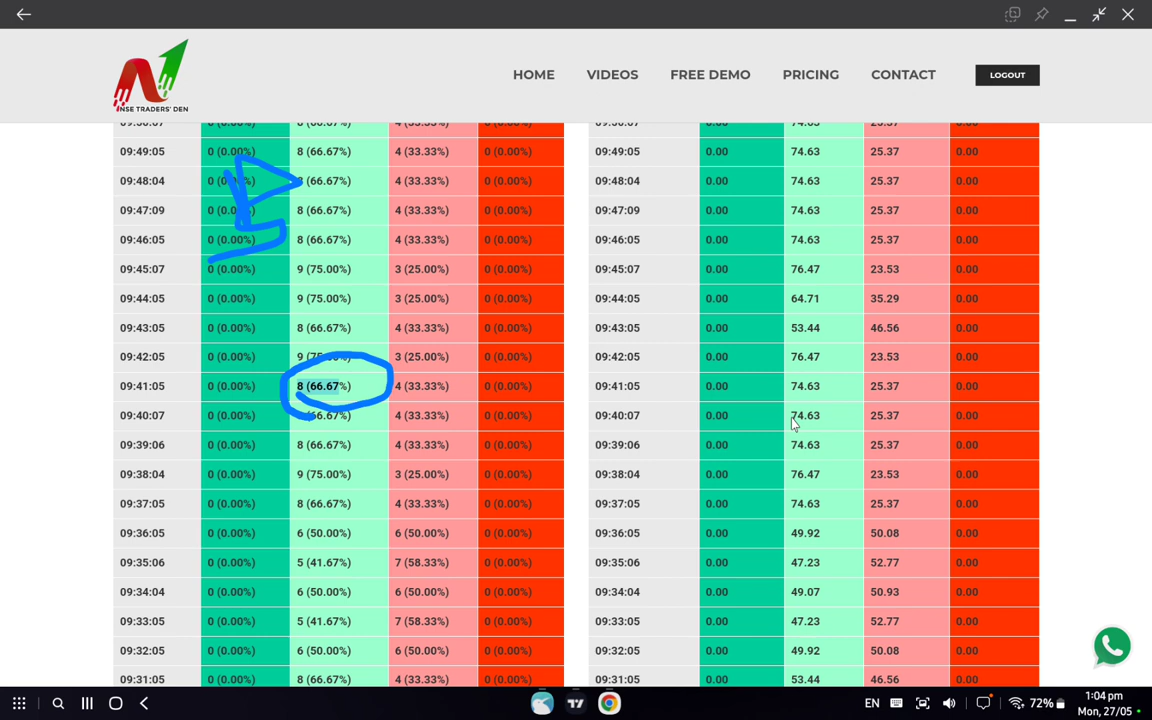 NSE TRADERS' DEN
HOME VIDEOS FREE DEMO PRICING CONTACT LOGOUT
09:49:05 0 (0.00%) 8 (66.67%) 4 (33.33%) 0 (0.00%) 09:49:05 0.00 74.63 25.37 0.00
09:48:04 0 (0.00%) 8 (66.67%) 4 (33.33%) 0 (0.00%) 09:48:04 0.00 74.63 25.37 0.00
09:47:09 0 (0.00%) 8 (66.67%) 4 (33.33%) 0 (0.00%) 09:47:09 0.00 74.63 25.37 0.00
09:46:05 0 (0.00%) 8 (66.67%) 4 (33.33%) 0 (0.00%) 09:46:05 0.00 74.63 25.37 0.00
09:45:07 0 (0.00%) 9 (75.00%) 3 (25.00%) 0 (0.00%) 09:45:07 0.00 76.47 23.53 0.00
09:44:05 0 (0.00%) 9 (75.00%) 3 (25.00%) 0 (0.00%) 09:44:05 0.00 64.71 35.29 0.00
09:43:05 0 (0.00%) 8 (66.67%) 4 (33.33%) 0 (0.00%) 09:43:05 0.00 53.44 46.56 0.00
09:42:05 0 (0.00%) 9 (75.00%) 3 (25.00%) 0 (0.00%) 09:42:05 0.00 76.47 23.53 0.00
09:41:05 0 (0.00%) 8 (66.67%) 4 (33.33%) 0 (0.00%) 09:41:05 0.00 74.63 25.37 0.00
09:40:07 0 (0.00%) 8 (66.67%) 4 (33.33%) 0 (0.00%) 09:40:07 0.00 74.63 25.37 0.00
09:39:06 0 (0.00%) 8 (66.67%) 4 (33.33%) 0 (0.00%) 09:39:06 0.00 74.63 25.37 0.00
09:38:04 0 (0.00%) 9 (75.00%) 3 (25.00%) 0 (0.00%) 09:38:04 0.00 76.47 23.53 0.00
09:37:05 0 (0.00%) 8 (66.67%) 4 (33.33%) 0 (0.00%) 09:37:05 0.00 74.63 25.37 0.00
09:36:05 0 (0.00%) 6 (50.00%) 6 (50.00%) 0 (0.00%) 09:36:05 0.00 49.92 50.08 0.00
09:35:06 0 (0.00%) 5 (41.67%) 7 (58.33%) 0 (0.00%) 09:35:06 0.00 47.23 52.77 0.00
09:34:04 0 (0.00%) 6 (50.00%) 6 (50.00%) 0 (0.00%) 09:34:04 0.00 49.07 50.93 0.00
09:33:05 0 (0.00%) 5 (41.67%) 7 (58.33%) 0 (0.00%) 09:33:05 0.00 47.23 52.77 0.00
09:32:05 0 (0.00%) 6 (50.00%) 6 (50.00%) 0 (0.00%) 09:32:05 0.00 49.92 50.08 0.00
09:31:05 0 (0.00%) 8 (66.67%) 4 (33.33%) 0 (0.00%) 09:31:05 0.00 53.44 46.56 0.00
EN 72% 1:04 pm
Mon, 27/05